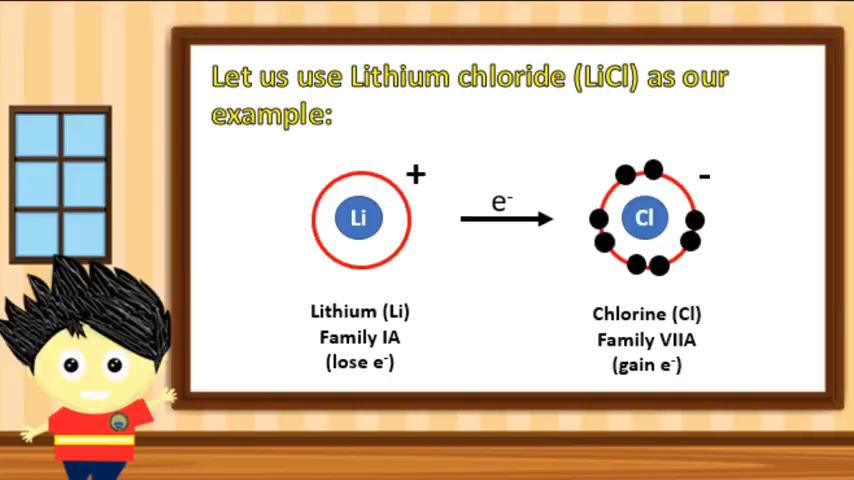 Let us use Lithium chloride (LiCl) as our
example:
+
-
e-
Li
Cl
Lithium (Li)
Family IA
(lose e-)
Chlorine (Cl)
Family VIIA
(gain e-)